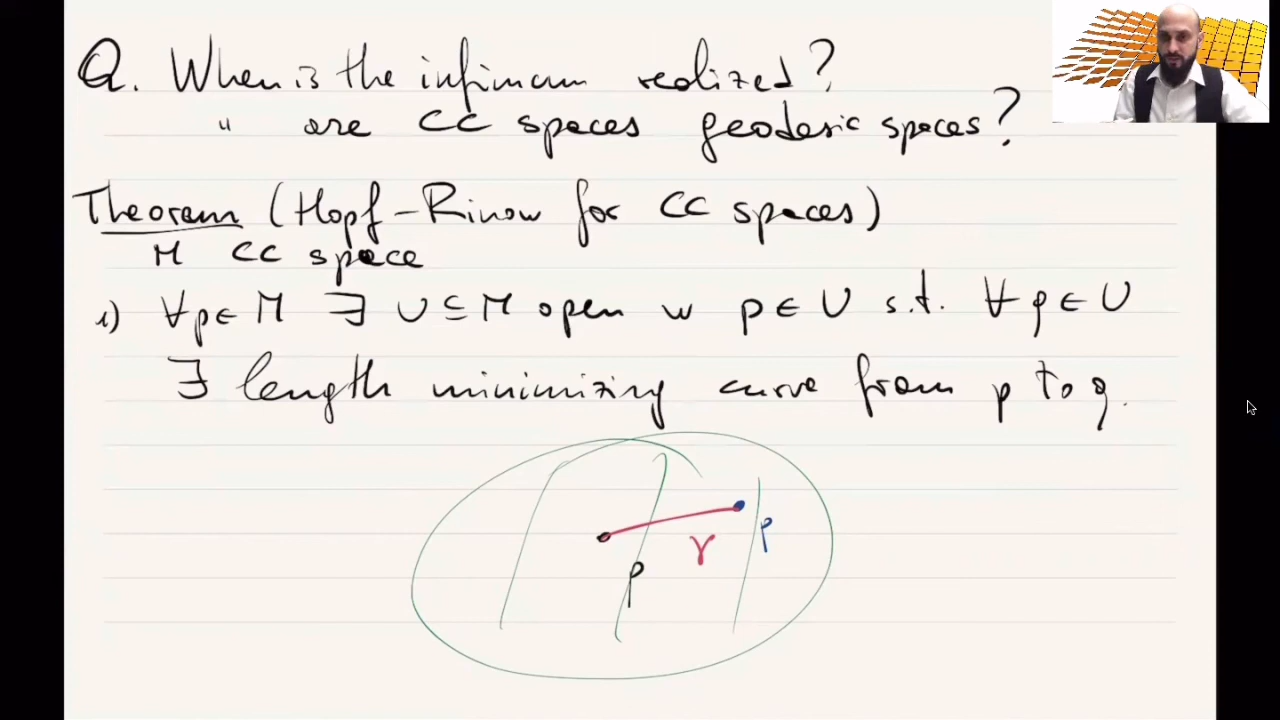 Q. When is the infimum realized?
" are CC spaces geodesic spaces?
Theorem (Hopf-Rinow for CC spaces)
M CC space
1) ∀p∈M ∃ U⊆M open w p∈U s.t. ∀q∈U
∃ length minimizing curve from p to q.
γ
p